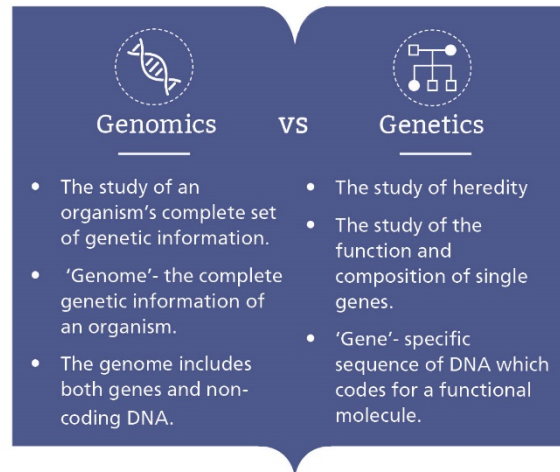 Genomics vs Genetics
• The study of an
organism's complete set
of genetic information.
• 'Genome'- the complete
genetic information of
an organism.
• The genome includes
both genes and non-
coding DNA.
• The study of heredity
• The study of the
function and
composition of single
genes.
• 'Gene'- specific
sequence of DNA which
codes for a functional
molecule.